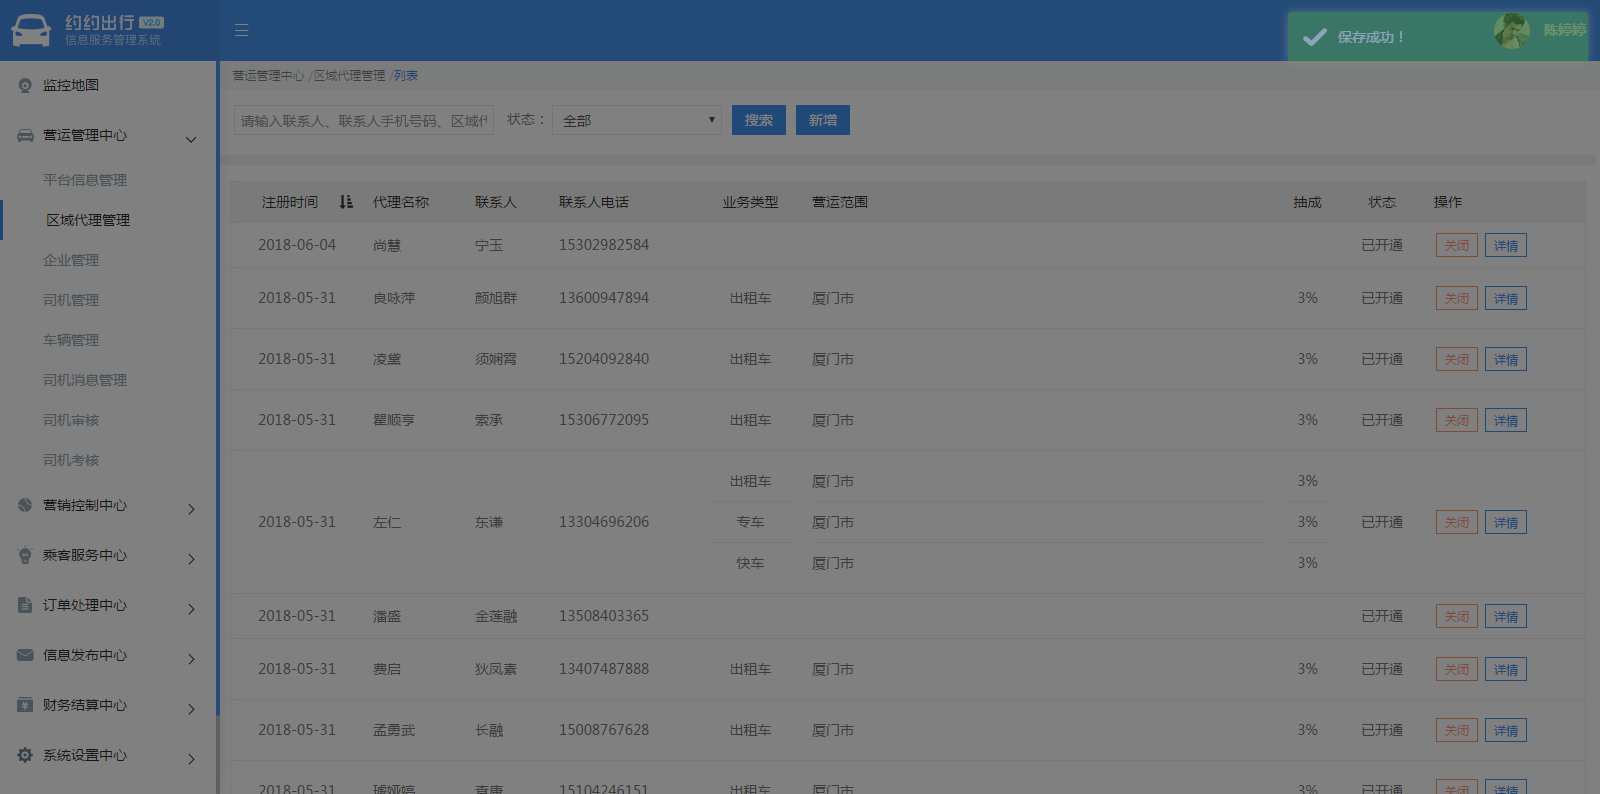 约约出行 V2.0
信息服务管理系统
保存成功！
陈婷婷
监控地图
营运管理中心
平台信息管理
区域代理管理
企业管理
司机管理
车辆管理
司机消息管理
司机审核
司机考核
营销控制中心
乘客服务中心
订单处理中心
信息发布中心
财务结算中心
系统设置中心
营运管理中心 /区域代理管理 /列表
请输入联系人、联系人手机号码、区域代 状态： 全部 搜索 新增
注册时间 代理名称 联系人 联系人电话 业务类型 营运范围 抽成 状态 操作
2018-06-04 尚慧 宁玉 15302982584 已开通 关闭 详情
2018-05-31 良咏萍 颜旭群 13600947894 出租车 厦门市 3% 已开通 关闭 详情
2018-05-31 凌黛 须娴霄 15204092840 出租车 厦门市 3% 已开通 关闭 详情
2018-05-31 瞿顺亨 索承 15306772095 出租车 厦门市 3% 已开通 关闭 详情
出租车 厦门市 3%
2018-05-31 左仁 东谦 13304696206 专车 厦门市 3% 已开通 关闭 详情
快车 厦门市 3%
2018-05-31 潘盛 金莲融 13508403365 已开通 关闭 详情
2018-05-31 费启 狄凤素 13407487888 出租车 厦门市 3% 已开通 关闭 详情
2018-05-31 孟勇武 长融 15008767628 出租车 厦门市 3% 已开通 关闭 详情
2018-05-31 15104246151 出租车 厦门市 3% 已开通 关闭 详情